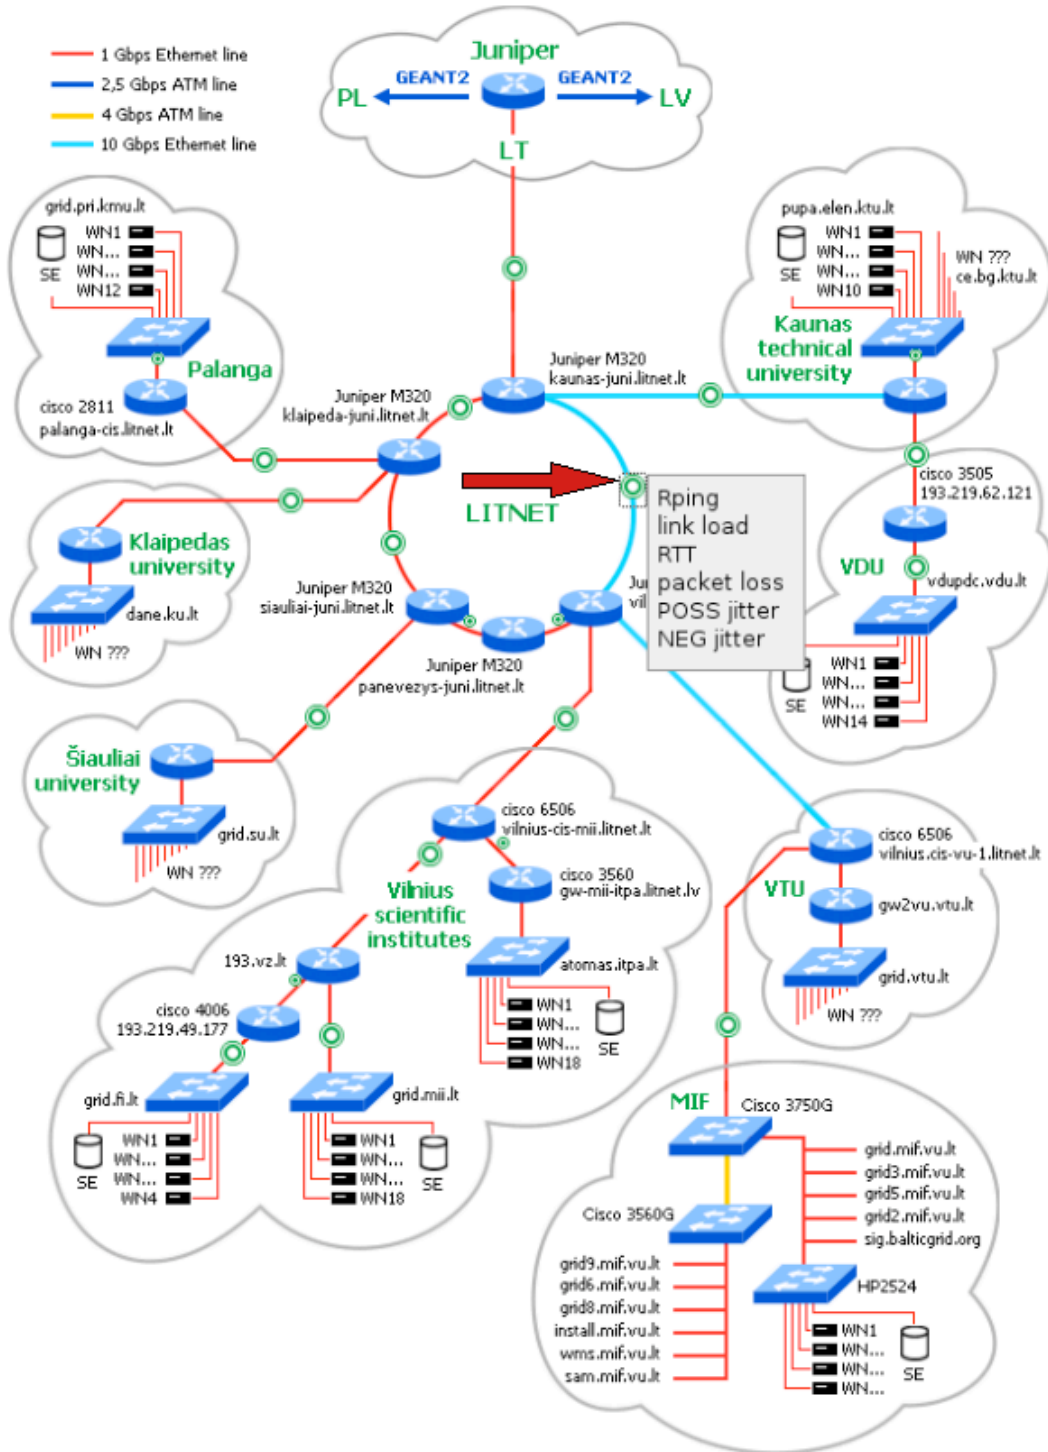 1 Gbps Ethernet line
2,5 Gbps ATM line
4 Gbps ATM line
10 Gbps Ethernet line
Juniper
GEANT2 GEANT2
PL LV
LT
grid.pri.kmu.lt
WN1
WN...
WN...
WN12
SE
Palanga
cisco 2811
palanga-cis.litnet.lt
pupa.elen.ktu.lt
WN1
WN...
WN...
WN10
SE
WN ???
ce.bg.ktu.lt
Kaunas
technical
university
Juniper M320
kaunas-juni.litnet.lt
Juniper M320
klaipeda-juni.litnet.lt
LITNET
Rping
link load
RTT
packet loss
POSS jitter
NEG jitter
cisco 3505
193.219.62.121
VDU
vdupdc.vdu.lt
SE
WN1
WN...
WN...
WN14
Klaipedas
university
dane.ku.lt
WN ???
Juniper M320
siauliai-juni.litnet.lt
Ju
vil
Juniper M320
panevezys-juni.litnet.lt
Šiauliai
university
grid.su.lt
WN ???
cisco 6506
vilnius-cis-mii.litnet.lt
cisco 3560
gw-mii-itpa.litnet.lv
Vilnius
scientific
institutes
193.vz.lt
atomas.itpa.lt
WN1
WN...
WN...
WN18
SE
cisco 4006
193.219.49.177
grid.fi.lt
SE
WN1
WN...
WN...
WN4
grid.mii.lt
WN1
WN...
WN...
WN18
SE
cisco 6506
vilnius.cis-vu-1.litnet.lt
VTU
gw2vu.vtu.lt
grid.vtu.lt
WN ???
MIF
Cisco 3750G
grid.mif.vu.lt
grid3.mif.vu.lt
grid5.mif.vu.lt
grid2.mif.vu.lt
sig.balticgrid.org
Cisco 3560G
grid9.mif.vu.lt
grid6.mif.vu.lt
grid8.mif.vu.lt
install.mif.vu.lt
wms.mif.vu.lt
sam.mif.vu.lt
HP2524
WN1
WN...
WN...
WN...
SE